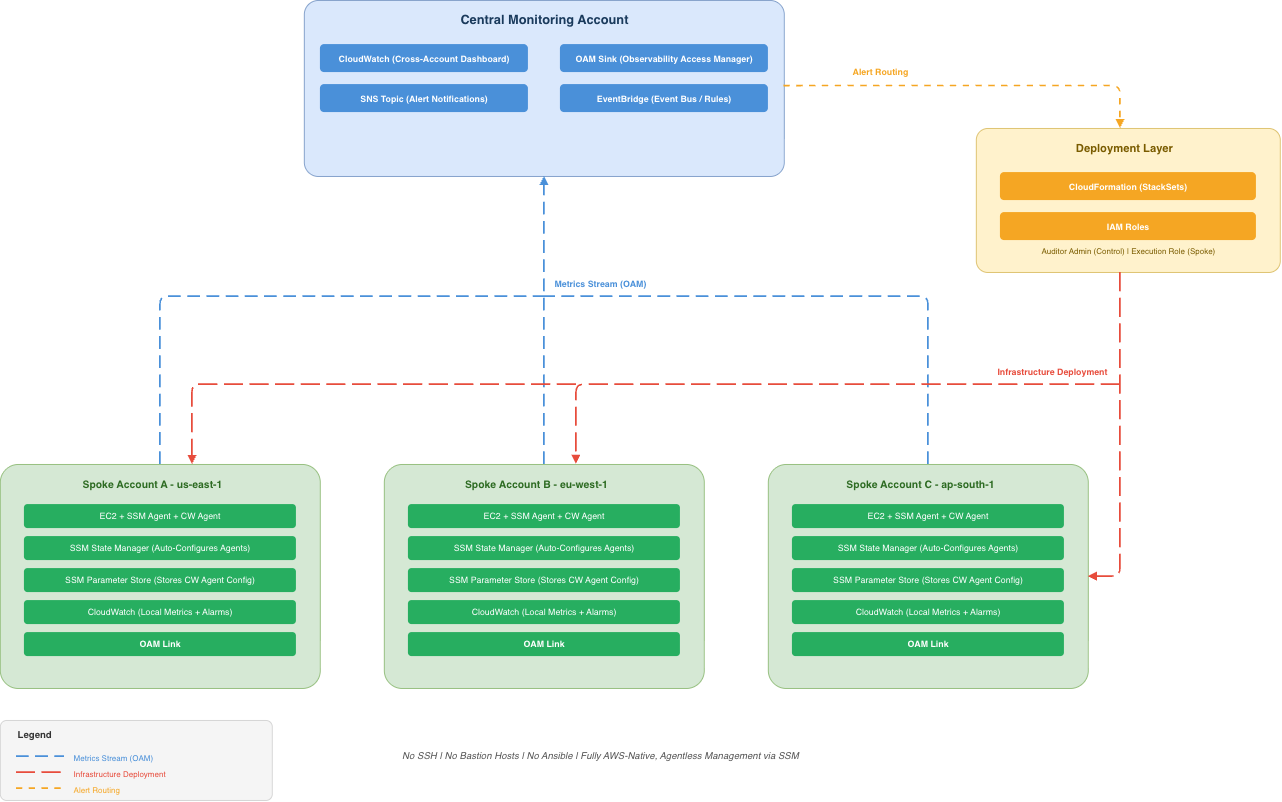 Central Monitoring Account
CloudWatch (Cross-Account Dashboard)
OAM Sink (Observability Access Manager)
SNS Topic (Alert Notifications)
EventBridge (Event Bus / Rules)
Alert Routing
Deployment Layer
CloudFormation (StackSets)
IAM Roles
Auditor Admin (Control) | Execution Role (Spoke)
Metrics Stream (OAM)
Infrastructure Deployment
Spoke Account A - us-east-1
EC2 + SSM Agent + CW Agent
SSM State Manager (Auto-Configures Agents)
SSM Parameter Store (Stores CW Agent Config)
CloudWatch (Local Metrics + Alarms)
OAM Link
Spoke Account B - eu-west-1
EC2 + SSM Agent + CW Agent
SSM State Manager (Auto-Configures Agents)
SSM Parameter Store (Stores CW Agent Config)
CloudWatch (Local Metrics + Alarms)
OAM Link
Spoke Account C - ap-south-1
EC2 + SSM Agent + CW Agent
SSM State Manager (Auto-Configures Agents)
SSM Parameter Store (Stores CW Agent Config)
CloudWatch (Local Metrics + Alarms)
OAM Link
Legend
Metrics Stream (OAM)
Infrastructure Deployment
Alert Routing
No SSH | No Bastion Hosts | No Ansible | Fully AWS-Native, Agentless Management via SSM